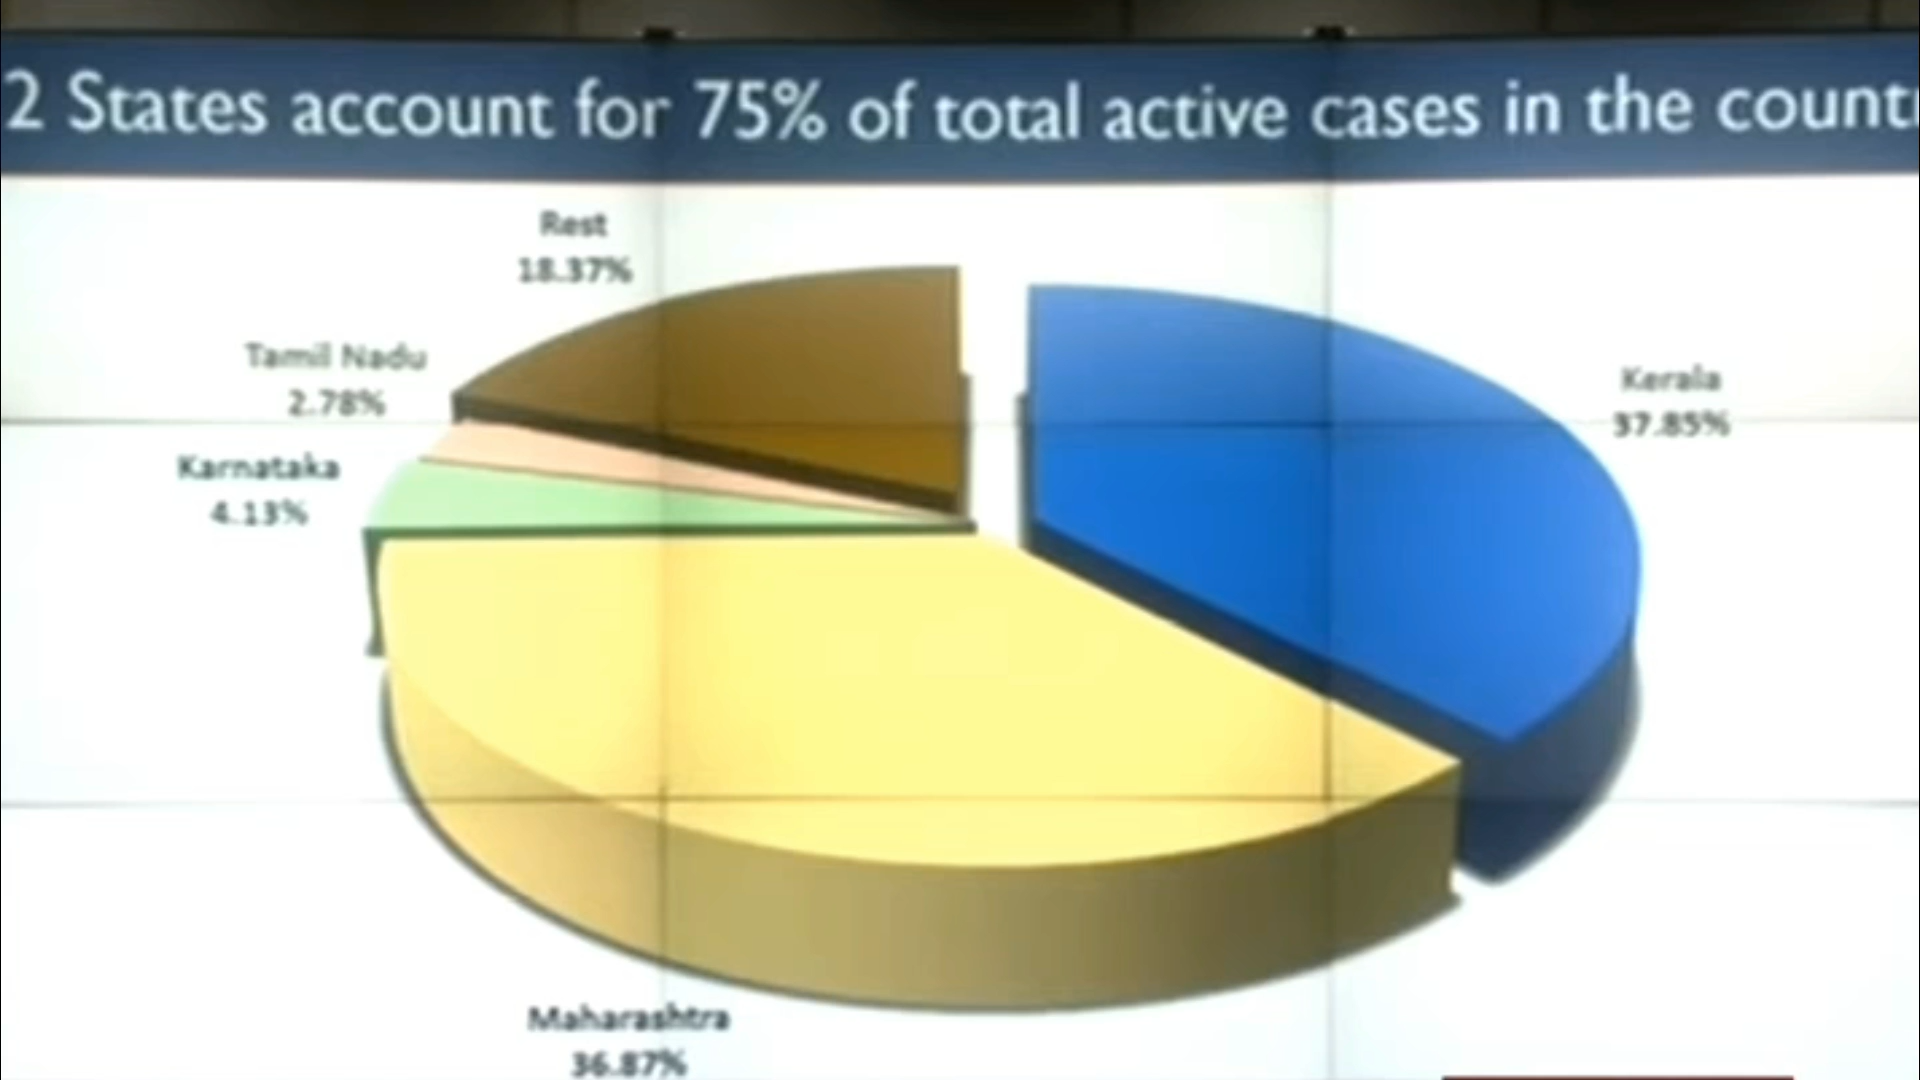 2 States account for 75% of total active cases in the countr
Rest
18.37%
Tamil Nadu
2.78%
Karnataka
4.13%
Kerala
37.85%
Maharashtra
36.87%